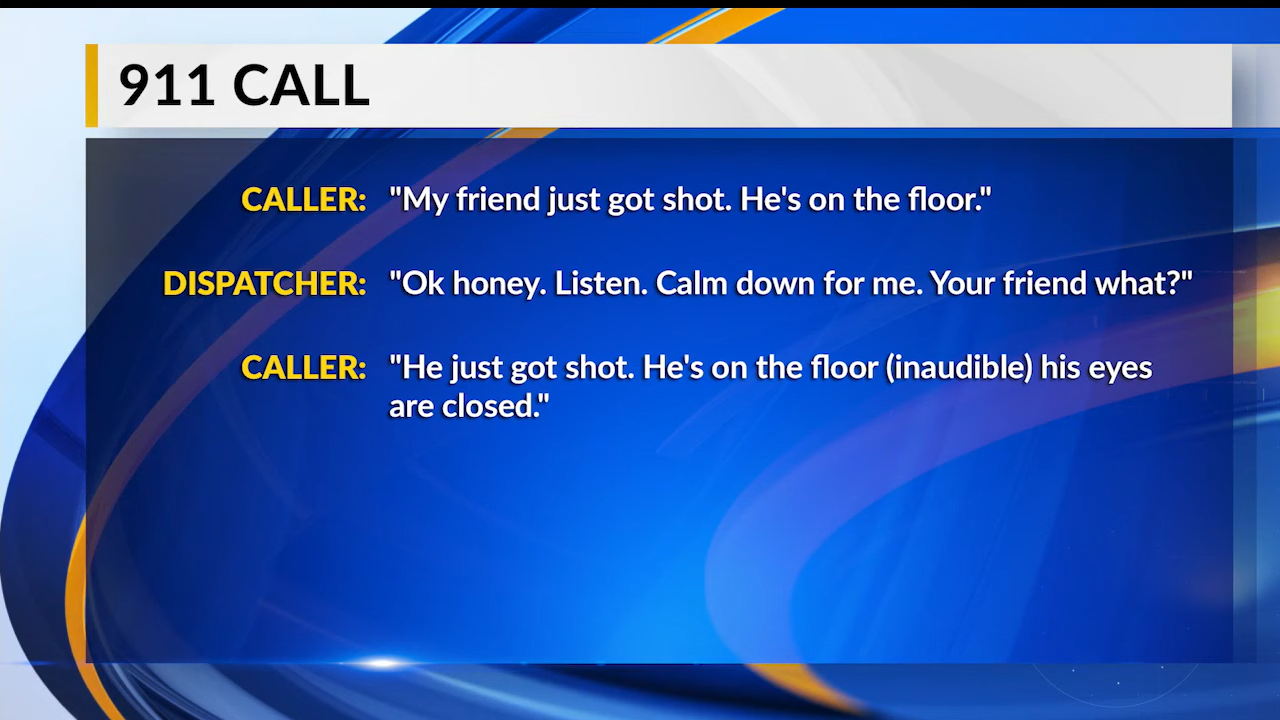 911 CALL
CALLER: "My friend just got shot. He's on the floor."
DISPATCHER: "Ok honey. Listen. Calm down for me. Your friend what?"
CALLER: "He just got shot. He's on the floor (inaudible) his eyes
are closed."